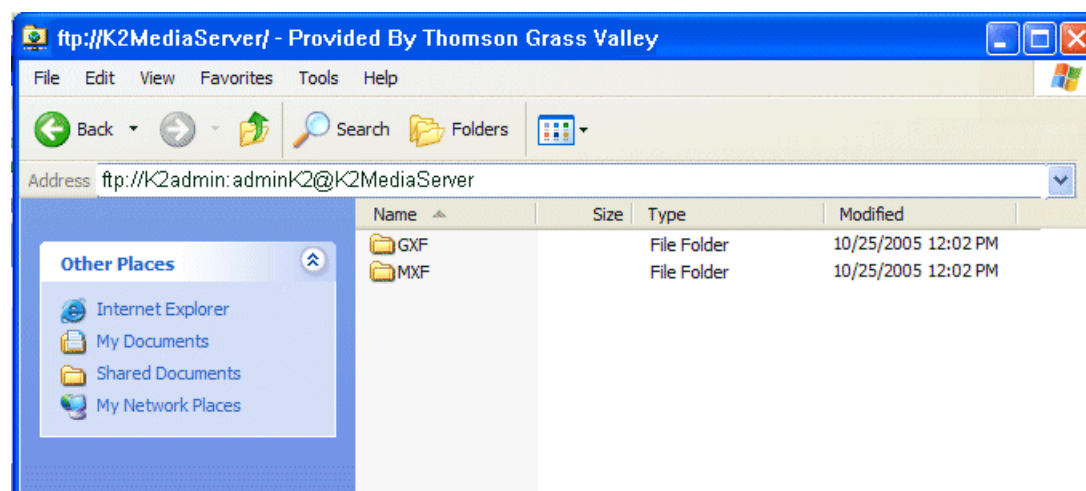 ftp://K2MediaServer/ - Provided By Thomson Grass Valley
File Edit View Favorites Tools Help
Back Search Folders
Address ftp://K2admin:adminK2@K2MediaServer
Name Size Type Modified
GXF File Folder 10/25/2005 12:02 PM
MXF File Folder 10/25/2005 12:02 PM
Other Places
Internet Explorer
My Documents
Shared Documents
My Network Places